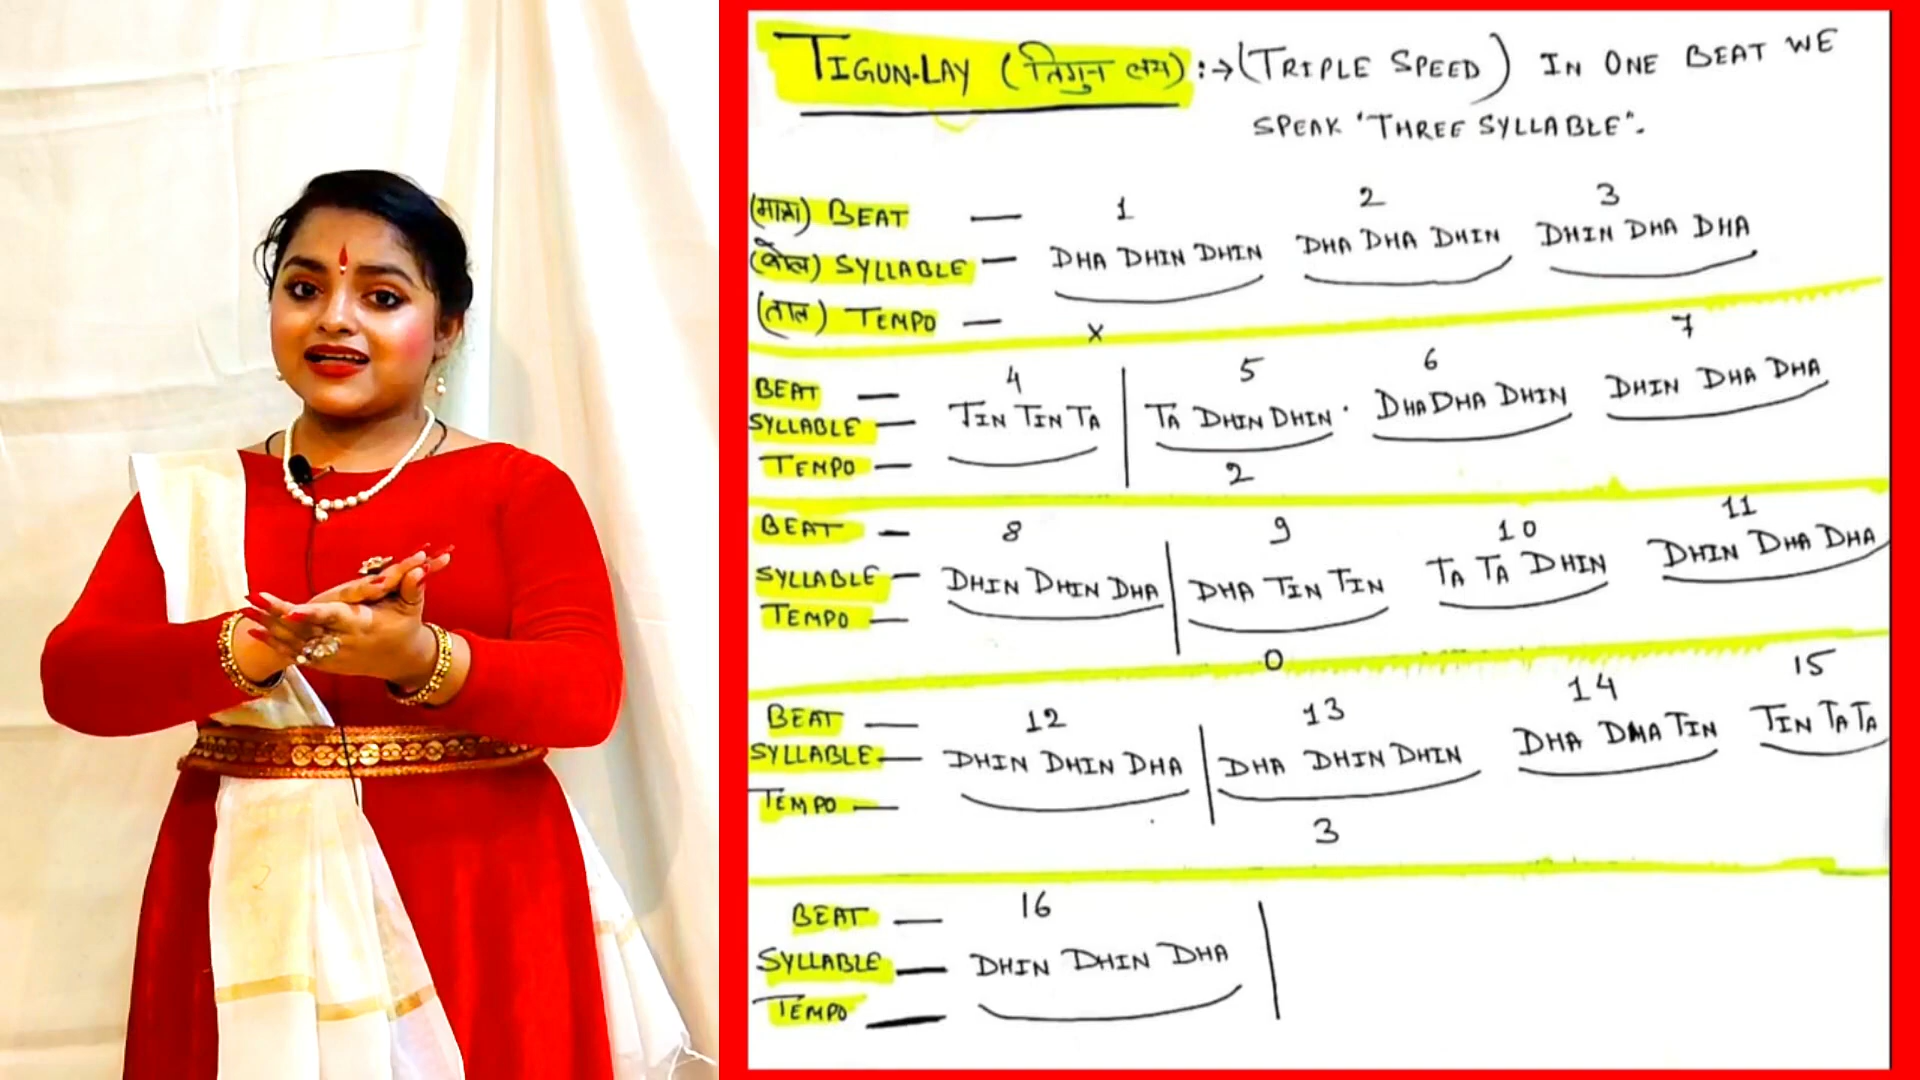 TIGUN-LAY (तिगुन लय) :→ (TRIPLE SPEED) IN ONE BEAT WE
SPEAK 'THREE SYLLABLE".
(मात्रा) BEAT — 1 2 3
(बोल) SYLLABLE — DHA DHIN DHIN DHA DHA DHIN DHIN DHA DHA
(ताल) TEMPO — X
BEAT — 4 5 6 7
SYLLABLE — TIN TIN TA | TA DHIN DHIN . DHA DHA DHIN DHIN DHA DHA
TEMPO — 2
BEAT — 8 9 10 11
SYLLABLE — DHIN DHIN DHA | DHA TIN TIN TA TA DHIN DHIN DHA DHA
TEMPO — 0
BEAT — 12 13 14 15
SYLLABLE — DHIN DHIN DHA | DHA DHIN DHIN DHA DHA TIN TIN TA TA
TEMPO — 3
BEAT — 16
SYLLABLE — DHIN DHIN DHA |
TEMPO —